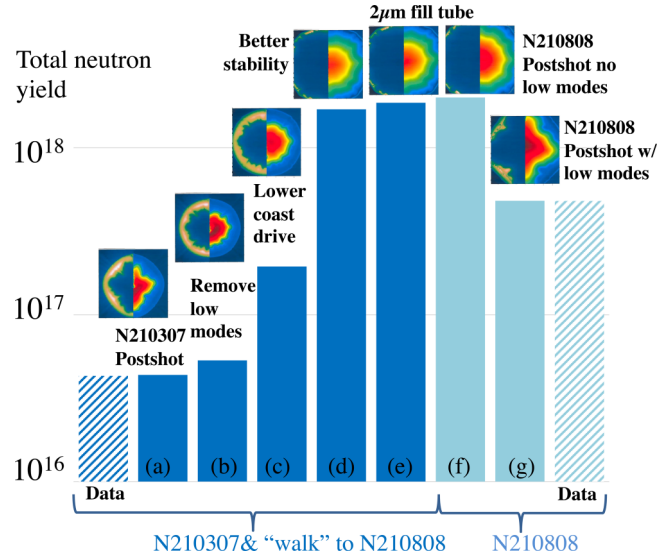 Total neutron
yield
10^18
10^17
10^16
2μm fill tube
Better
stability
N210808
Postshot no
low modes
N210808
Postshot w/
low modes
Lower
coast
drive
Remove
low
modes
N210307
Postshot
(a)
(b)
(c)
(d)
(e)
(f)
(g)
Data
Data
N210307& “walk” to N210808
N210808